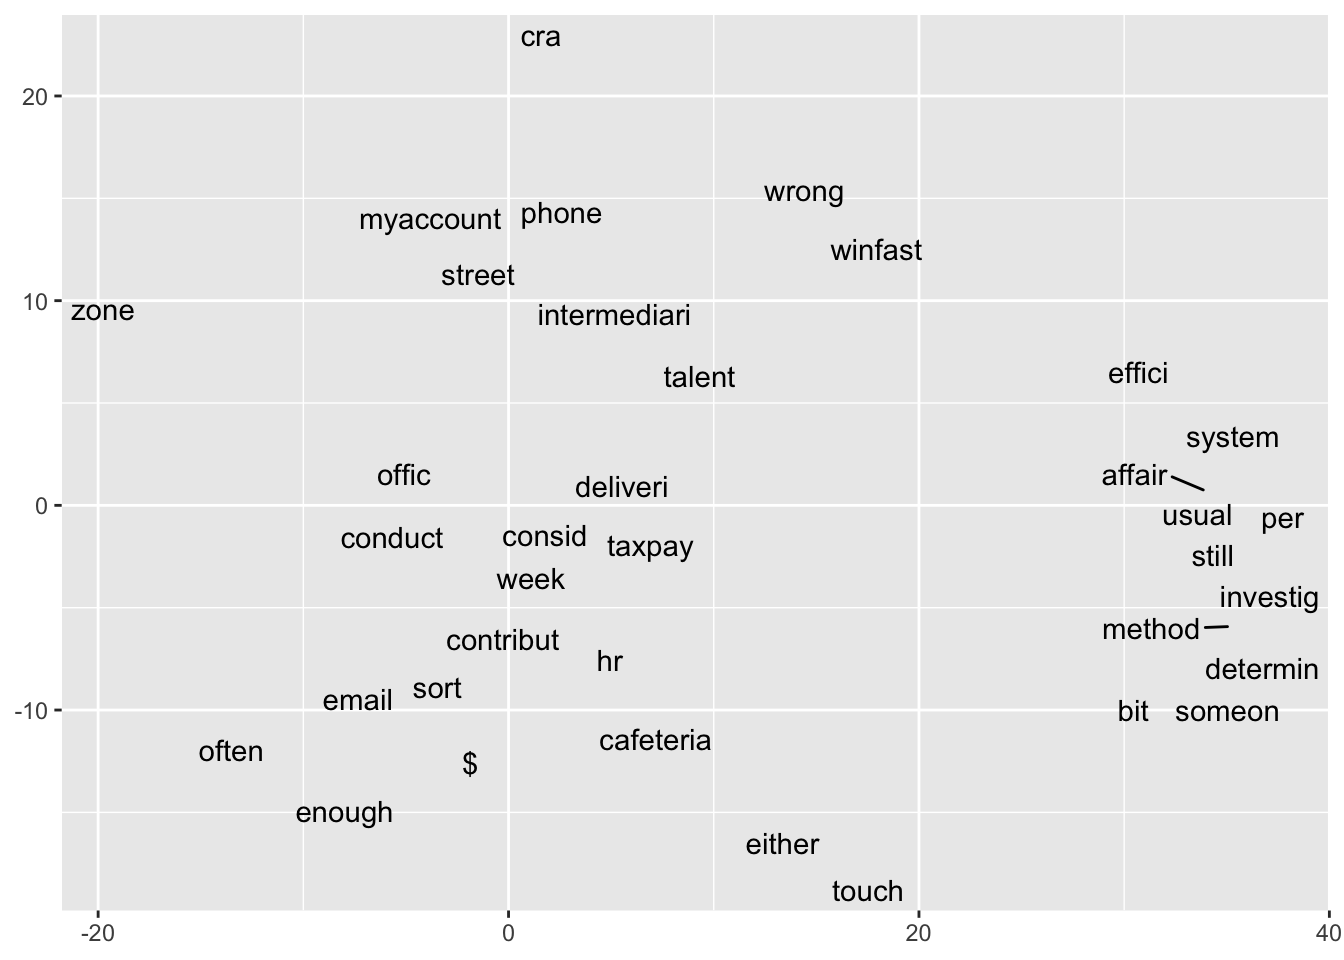 cra
20
wrong
myaccount phone
winfast
street
10 zone intermediari
talent effici
system
offic deliveri affair
0 usual per
conduct consid taxpay still
week investig
contribut hr method
determin
email sort
-10 bit someon
often $ cafeteria
enough
either
touch
-20 0 20 40